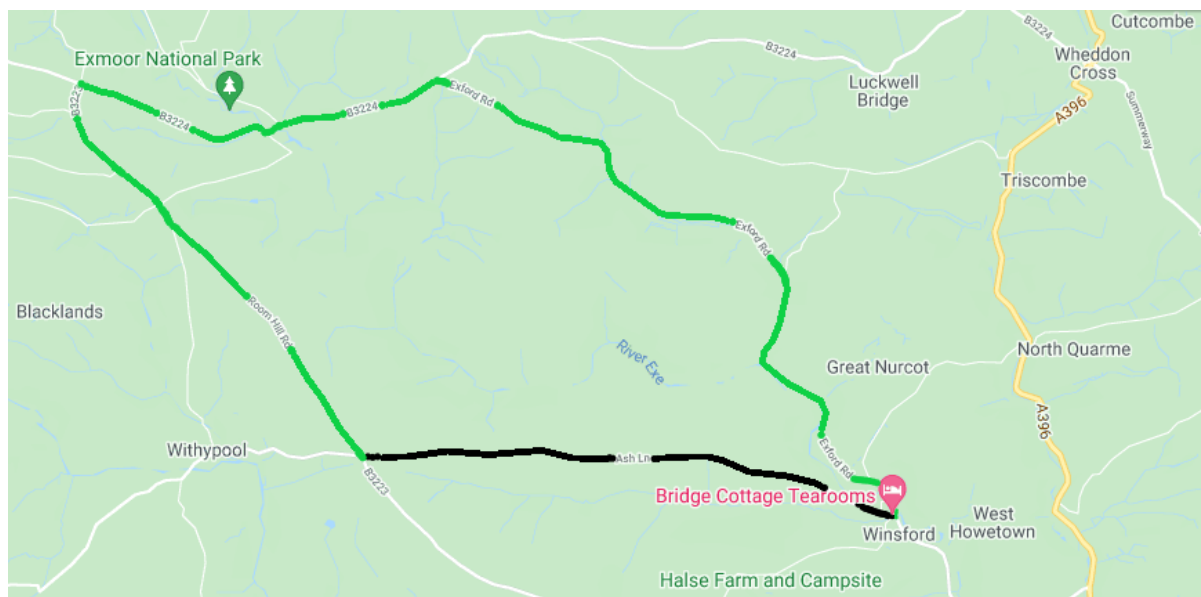 Cutcombe
B3224
B3224
Wheddon
Cross
Exmoor National Park
Luckwell
Bridge
Summerway
A396
B3223
B3224
B3224
Exford Rd
Triscombe
Exford Rd
Blacklands
Room Hill Rd
River Exe
North Quarme
Great Nurcot
A396
Withypool
Ash Ln
B3223
Exford Rd
Bridge Cottage Tearooms
Winsford
West
Howetown
Halse Farm and Campsite